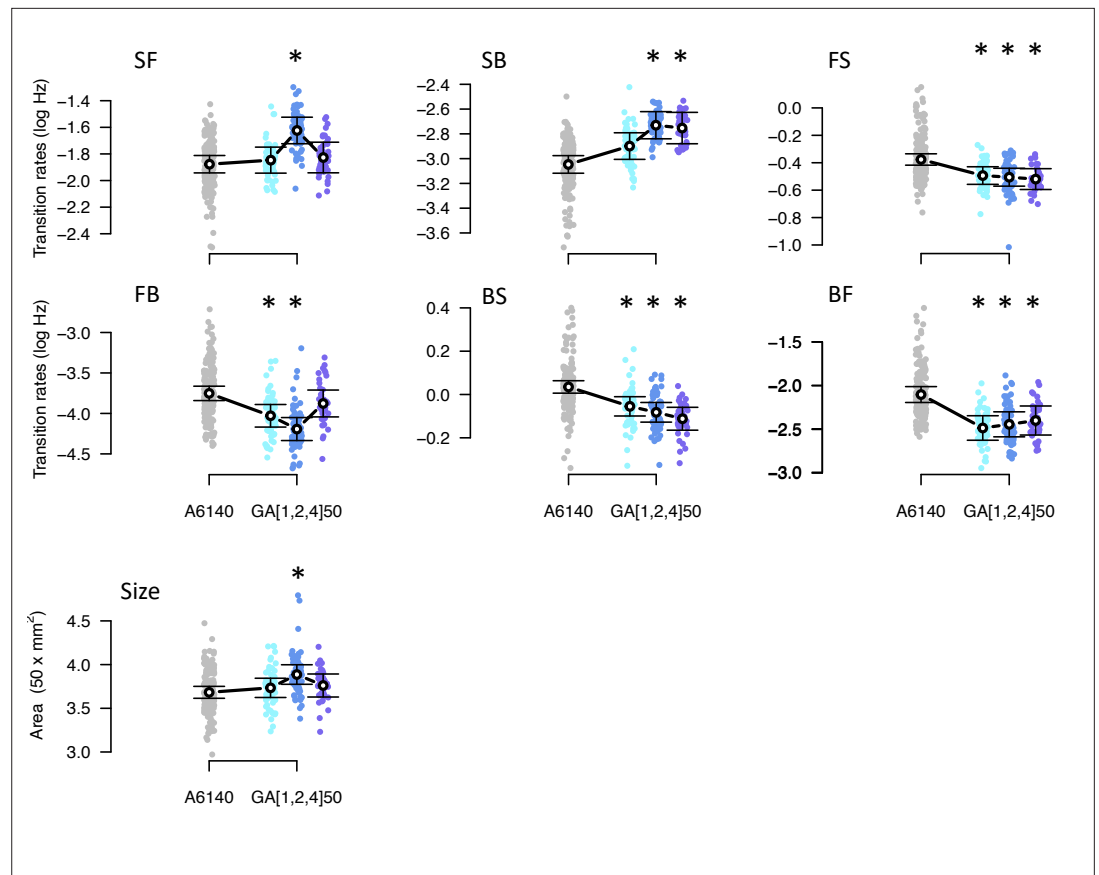 SF
*
Transition rates (log Hz)
−1.4
−1.6
−1.8
−2.0
−2.2
−2.4
SB
* *
−2.4
−2.6
−2.8
−3.0
−3.2
−3.4
−3.6
FS
* * *
0.0
−0.2
−0.4
−0.6
−0.8
−1.0
FB
* *
Transition rates (log Hz)
−3.0
−3.5
−4.0
−4.5
A6140 GA[1,2,4]50
BS
* * *
0.4
0.2
0.0
−0.2
A6140 GA[1,2,4]50
BF
* * *
−1.5
−2.0
−2.5
−3.0
A6140 GA[1,2,4]50
Size
*
Area (50 x mm²)
4.5
4.0
3.5
3.0
A6140 GA[1,2,4]50